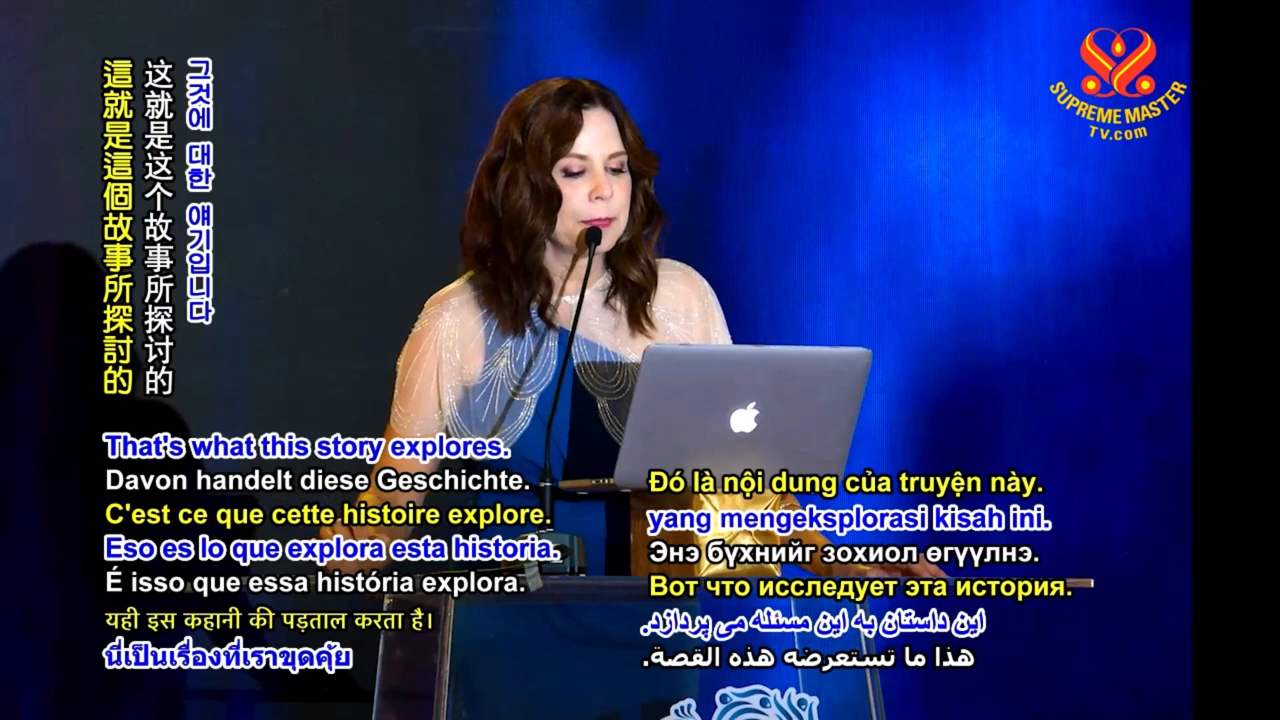 그것에 대한 얘기입니다
这就是这个故事所探讨的
這就是這個故事所探討的
SUPREME MASTER
TV.com
That's what this story explores.
Davon handelt diese Geschichte.
C'est ce que cette histoire explore.
Eso es lo que explora esta historia.
É isso que essa história explora.
यही इस कहानी की पड़ताल करता है।
นี่เป็นเรื่องที่เราขุดคุ้ย
Đó là nội dung của truyện này.
yang mengeksplorasi kisah ini.
Энэ бүхнийг зохиол өгүүлнэ.
Вот что исследует эта история.
این داستان به این مسئله می پردازد.
هذا ما تستعرضه هذه القصة.